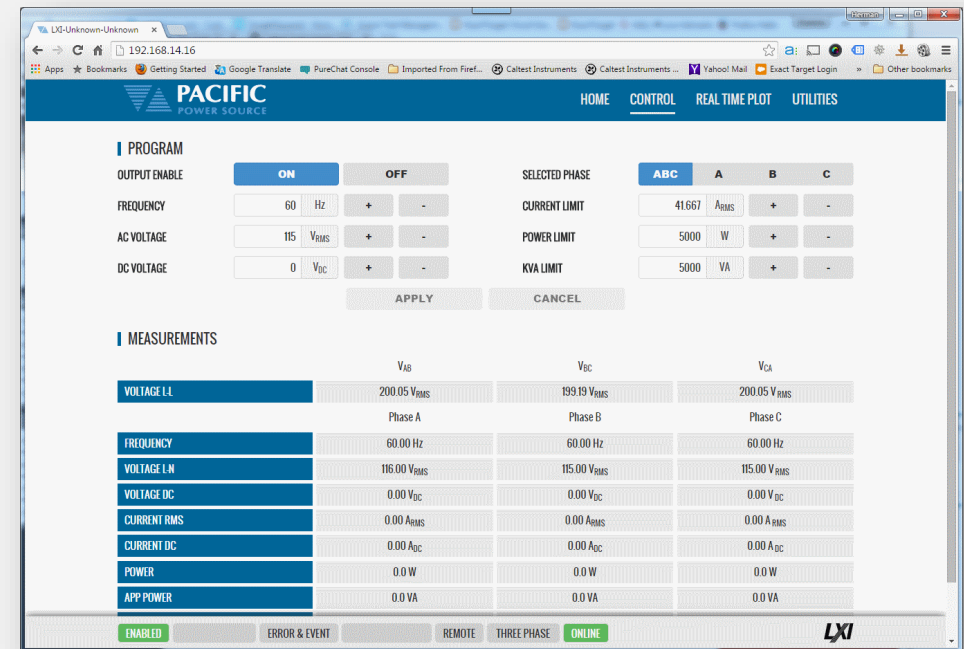 Herman
LXI-Unknown-Unknown
192.168.14.16
Apps Bookmarks Getting Started Google Translate PureChat Console Imported From Firef... Caltest Instruments Caltest Instruments ... Yahoo! Mail Exact Target Login » Other bookmarks
PACIFIC
POWER SOURCE
HOME CONTROL REAL TIME PLOT UTILITIES
PROGRAM
OUTPUT ENABLE ON OFF SELECTED PHASE ABC A B C
FREQUENCY 60 Hz + - CURRENT LIMIT 41.667 ARMS + -
AC VOLTAGE 115 VRMS + - POWER LIMIT 5000 W + -
DC VOLTAGE 0 VDC + - KVA LIMIT 5000 VA + -
APPLY CANCEL
MEASUREMENTS
VAB VBC VCA
VOLTAGE L-L 200.05 VRMS 199.19 VRMS 200.05 VRMS
Phase A Phase B Phase C
FREQUENCY 60.00 Hz 60.00 Hz 60.00 Hz
VOLTAGE L-N 116.00 VRMS 115.00 VRMS 115.00 VRMS
VOLTAGE DC 0.00 VDC 0.00 VDC 0.00 VDC
CURRENT RMS 0.00 ARMS 0.00 ARMS 0.00 ARMS
CURRENT DC 0.00 ADC 0.00 ADC 0.00 ADC
POWER 0.0 W 0.0 W 0.0 W
APP POWER 0.0 VA 0.0 VA 0.0 VA
ENABLED ERROR & EVENT REMOTE THREE PHASE ONLINE LXI